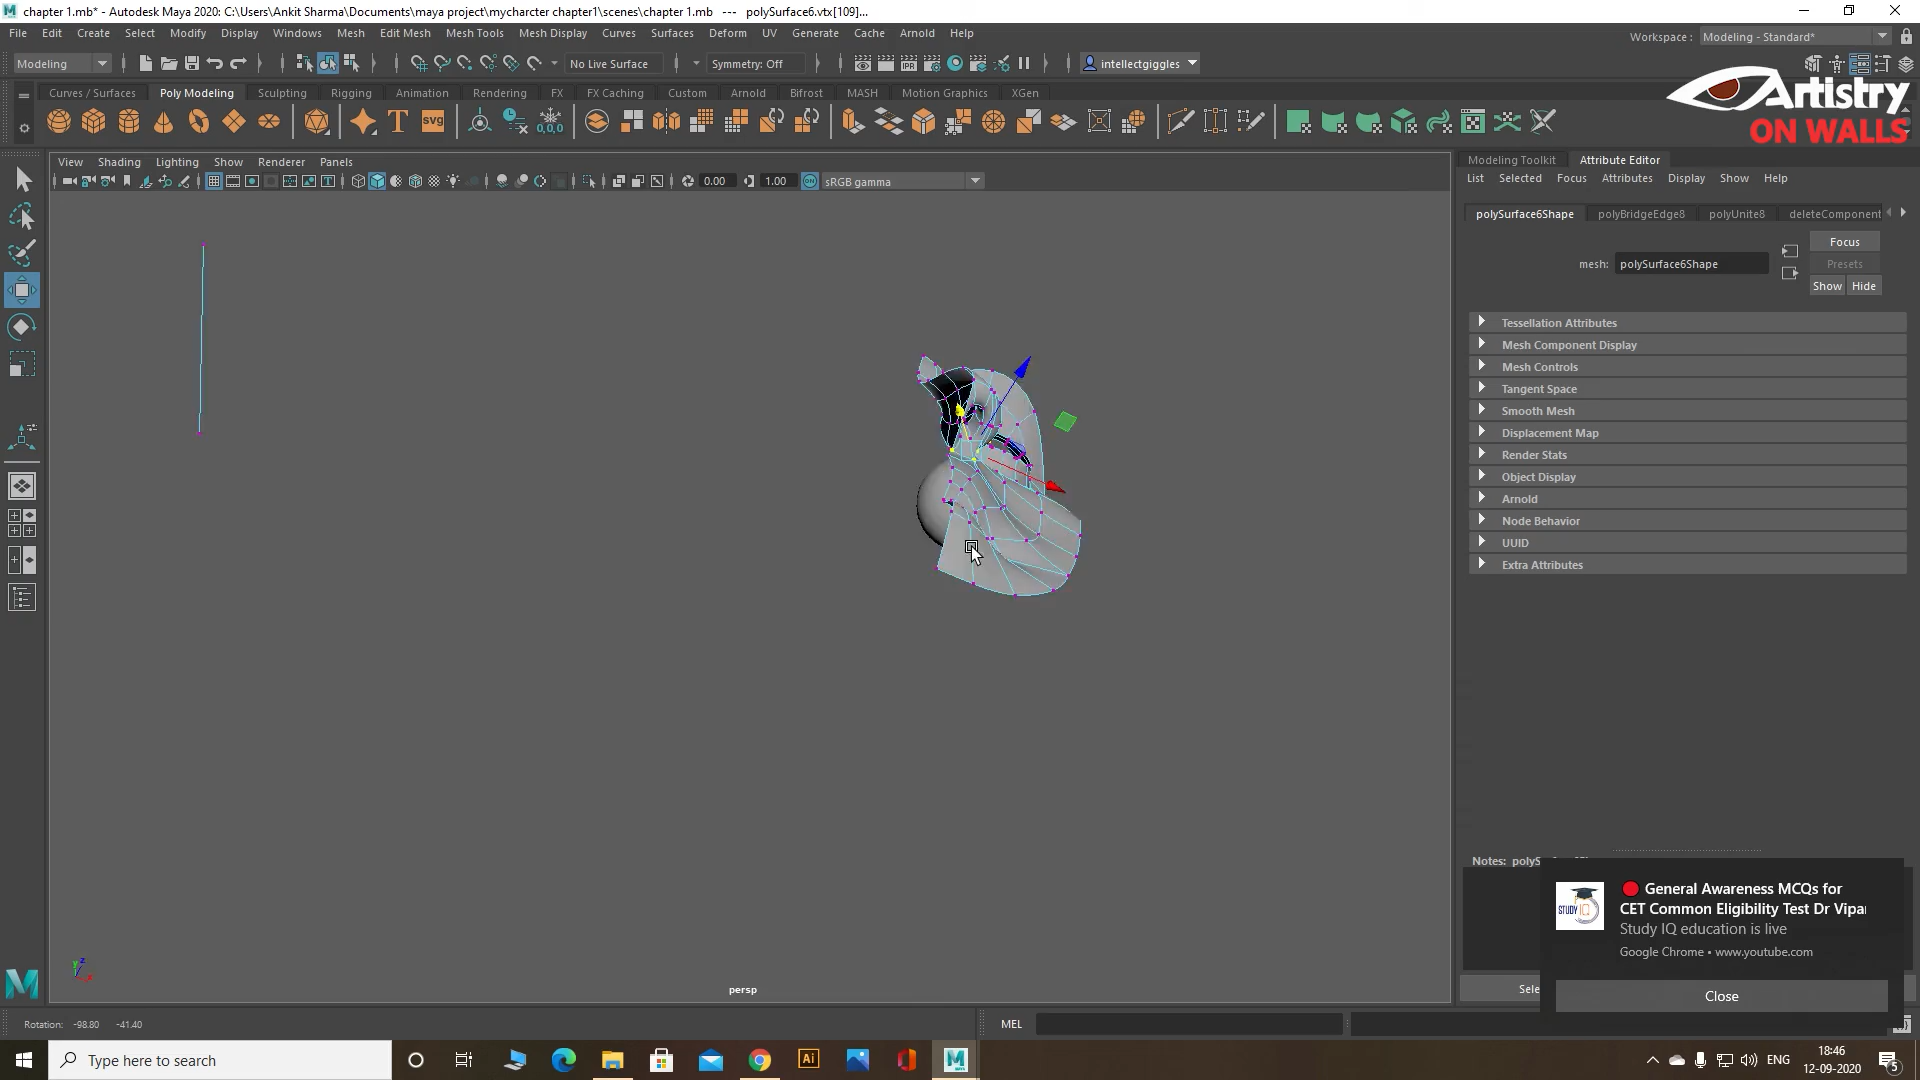 chapter 1.mb* - Autodesk Maya 2020: C:\Users\Ankit Sharma\Documents\maya project\mycharcter chapter1\scenes\chapter 1.mb --- polySurface6.vtx[109]...
File Edit Create Select Modify Display Windows Mesh Edit Mesh Mesh Tools Mesh Display Curves Surfaces Deform UV Generate Cache Arnold Help
Workspace : Modeling - Standard*
Modeling No Live Surface Symmetry: Off intellectgiggles
Curves / Surfaces Poly Modeling Sculpting Rigging Animation Rendering FX FX Caching Custom Arnold Bifrost MASH Motion Graphics XGen
Artistry
ON WALLS
View Shading Lighting Show Renderer Panels
0.00 1.00 ON sRGB gamma
Modeling Toolkit Attribute Editor
List Selected Focus Attributes Display Show Help
polySurface6Shape polyBridgeEdge8 polyUnite8 deleteComponent
Focus
mesh: polySurface6Shape
Presets
Show Hide
Tessellation Attributes
Mesh Component Display
Mesh Controls
Tangent Space
Smooth Mesh
Displacement Map
Render Stats
Object Display
Arnold
Node Behavior
UUID
Extra Attributes
Notes: polyS
General Awareness MCQs for
CET Common Eligibility Test Dr Vipa
Study IQ education is live
Google Chrome • www.youtube.com
STUDY IQ
Sele
Close
persp
Rotation: -98.80 -41.40
MEL
Type here to search
Ai
ENG
18:46
12-09-2020
5